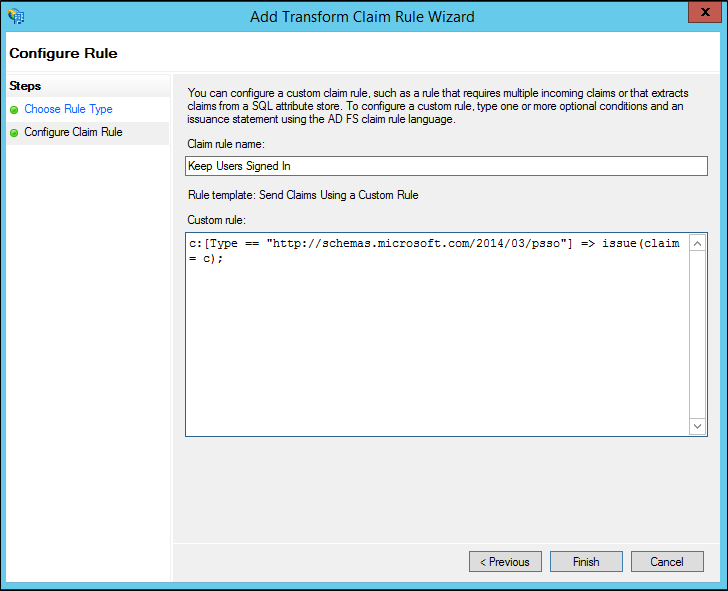 Add Transform Claim Rule Wizard
x
Configure Rule
Steps
Choose Rule Type
Configure Claim Rule
You can configure a custom claim rule, such as a rule that requires multiple incoming claims or that extracts
claims from a SQL attribute store. To configure a custom rule, type one or more optional conditions and an
issuance statement using the AD FS claim rule language.
Claim rule name:
Keep Users Signed In
Rule template: Send Claims Using a Custom Rule
Custom rule:
c:[Type == "http://schemas.microsoft.com/2014/03/psso"] => issue(claim
= c);
< Previous
Finish
Cancel